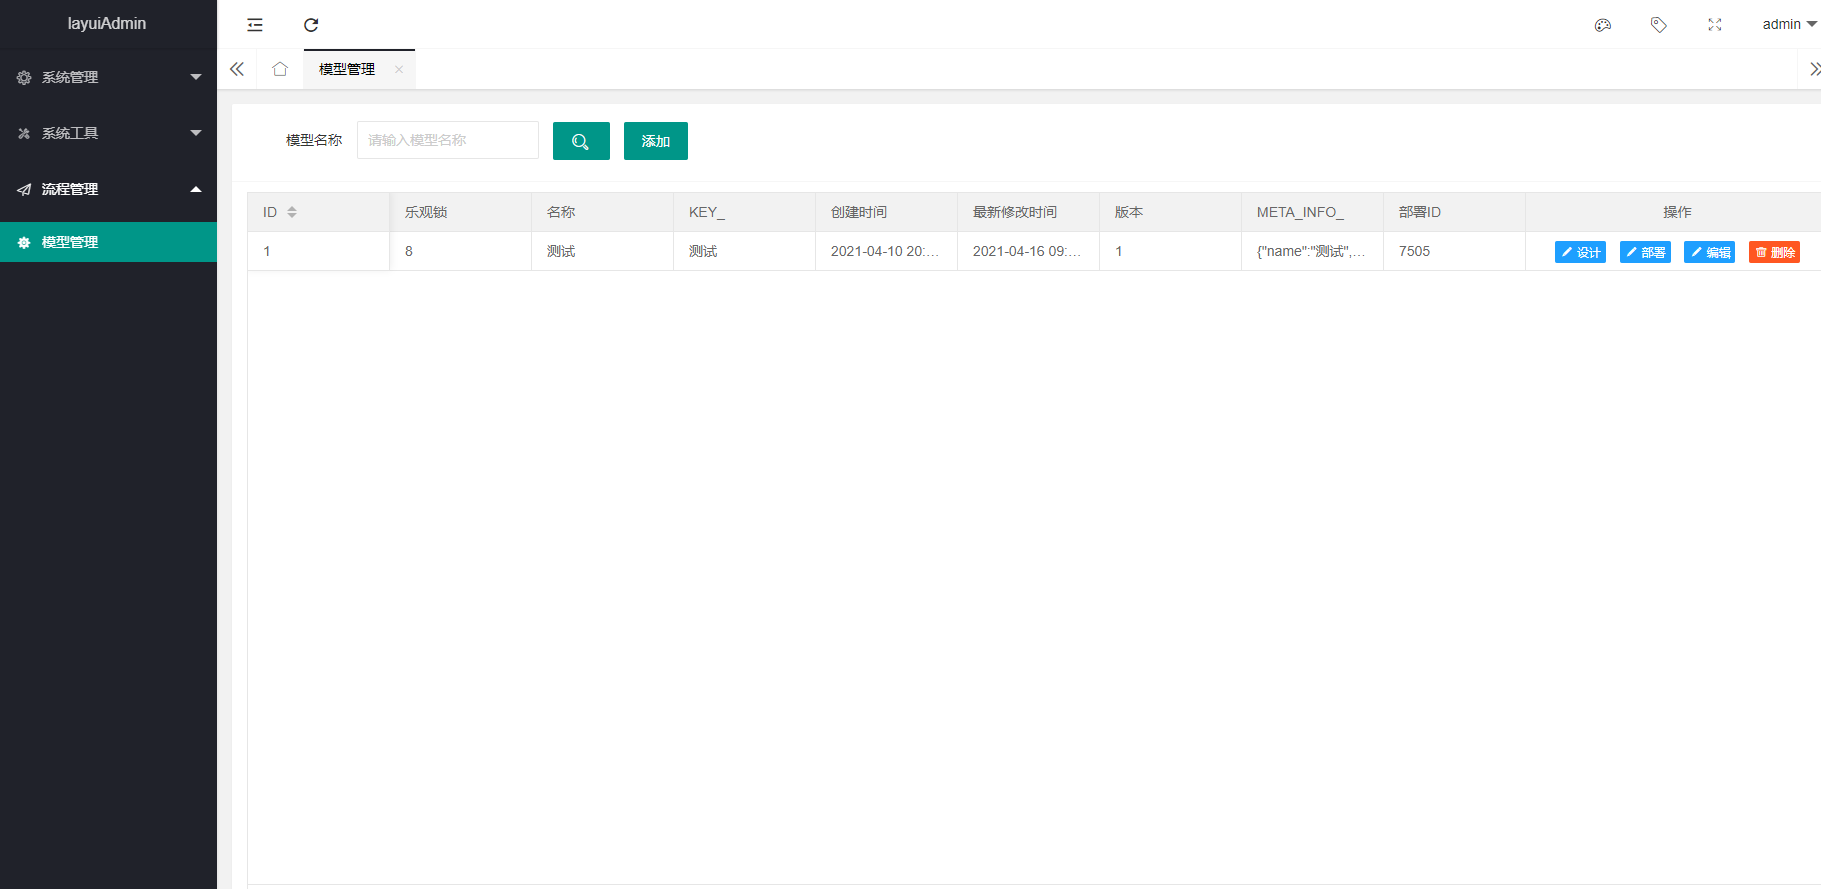 layuiAdmin
admin
系统管理
系统工具
流程管理
模型管理
模型管理
模型名称 请输入模型名称 添加
ID 乐观锁 名称 KEY_ 创建时间 最新修改时间 版本 META_INFO_ 部署ID 操作
1 8 测试 测试 2021-04-10 20:... 2021-04-16 09:... 1 {"name":"测试",... 7505 设计 部署 编辑 删除